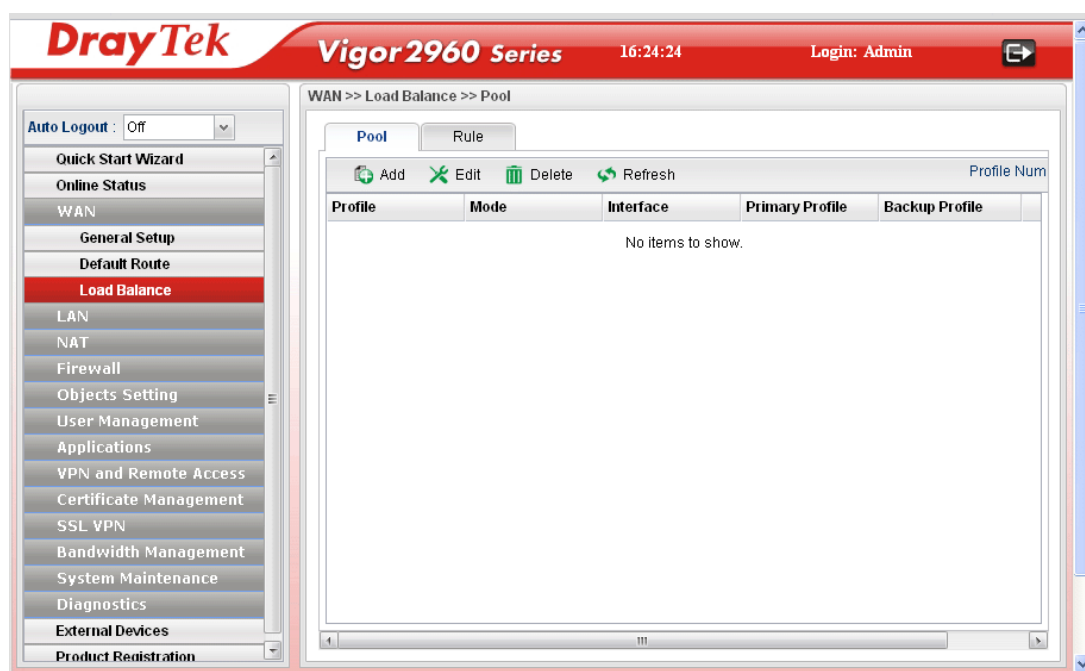 DrayTek
Vigor2960 Series 16:24:24 Login: Admin
WAN >> Load Balance >> Pool
Auto Logout : Off
Quick Start Wizard
Online Status
WAN
General Setup
Default Route
Load Balance
LAN
NAT
Firewall
Objects Setting
User Management
Applications
VPN and Remote Access
Certificate Management
SSL VPN
Bandwidth Management
System Maintenance
Diagnostics
External Devices
Product Registration
Pool Rule
Add Edit Delete Refresh Profile Num
Profile Mode Interface Primary Profile Backup Profile
No items to show.